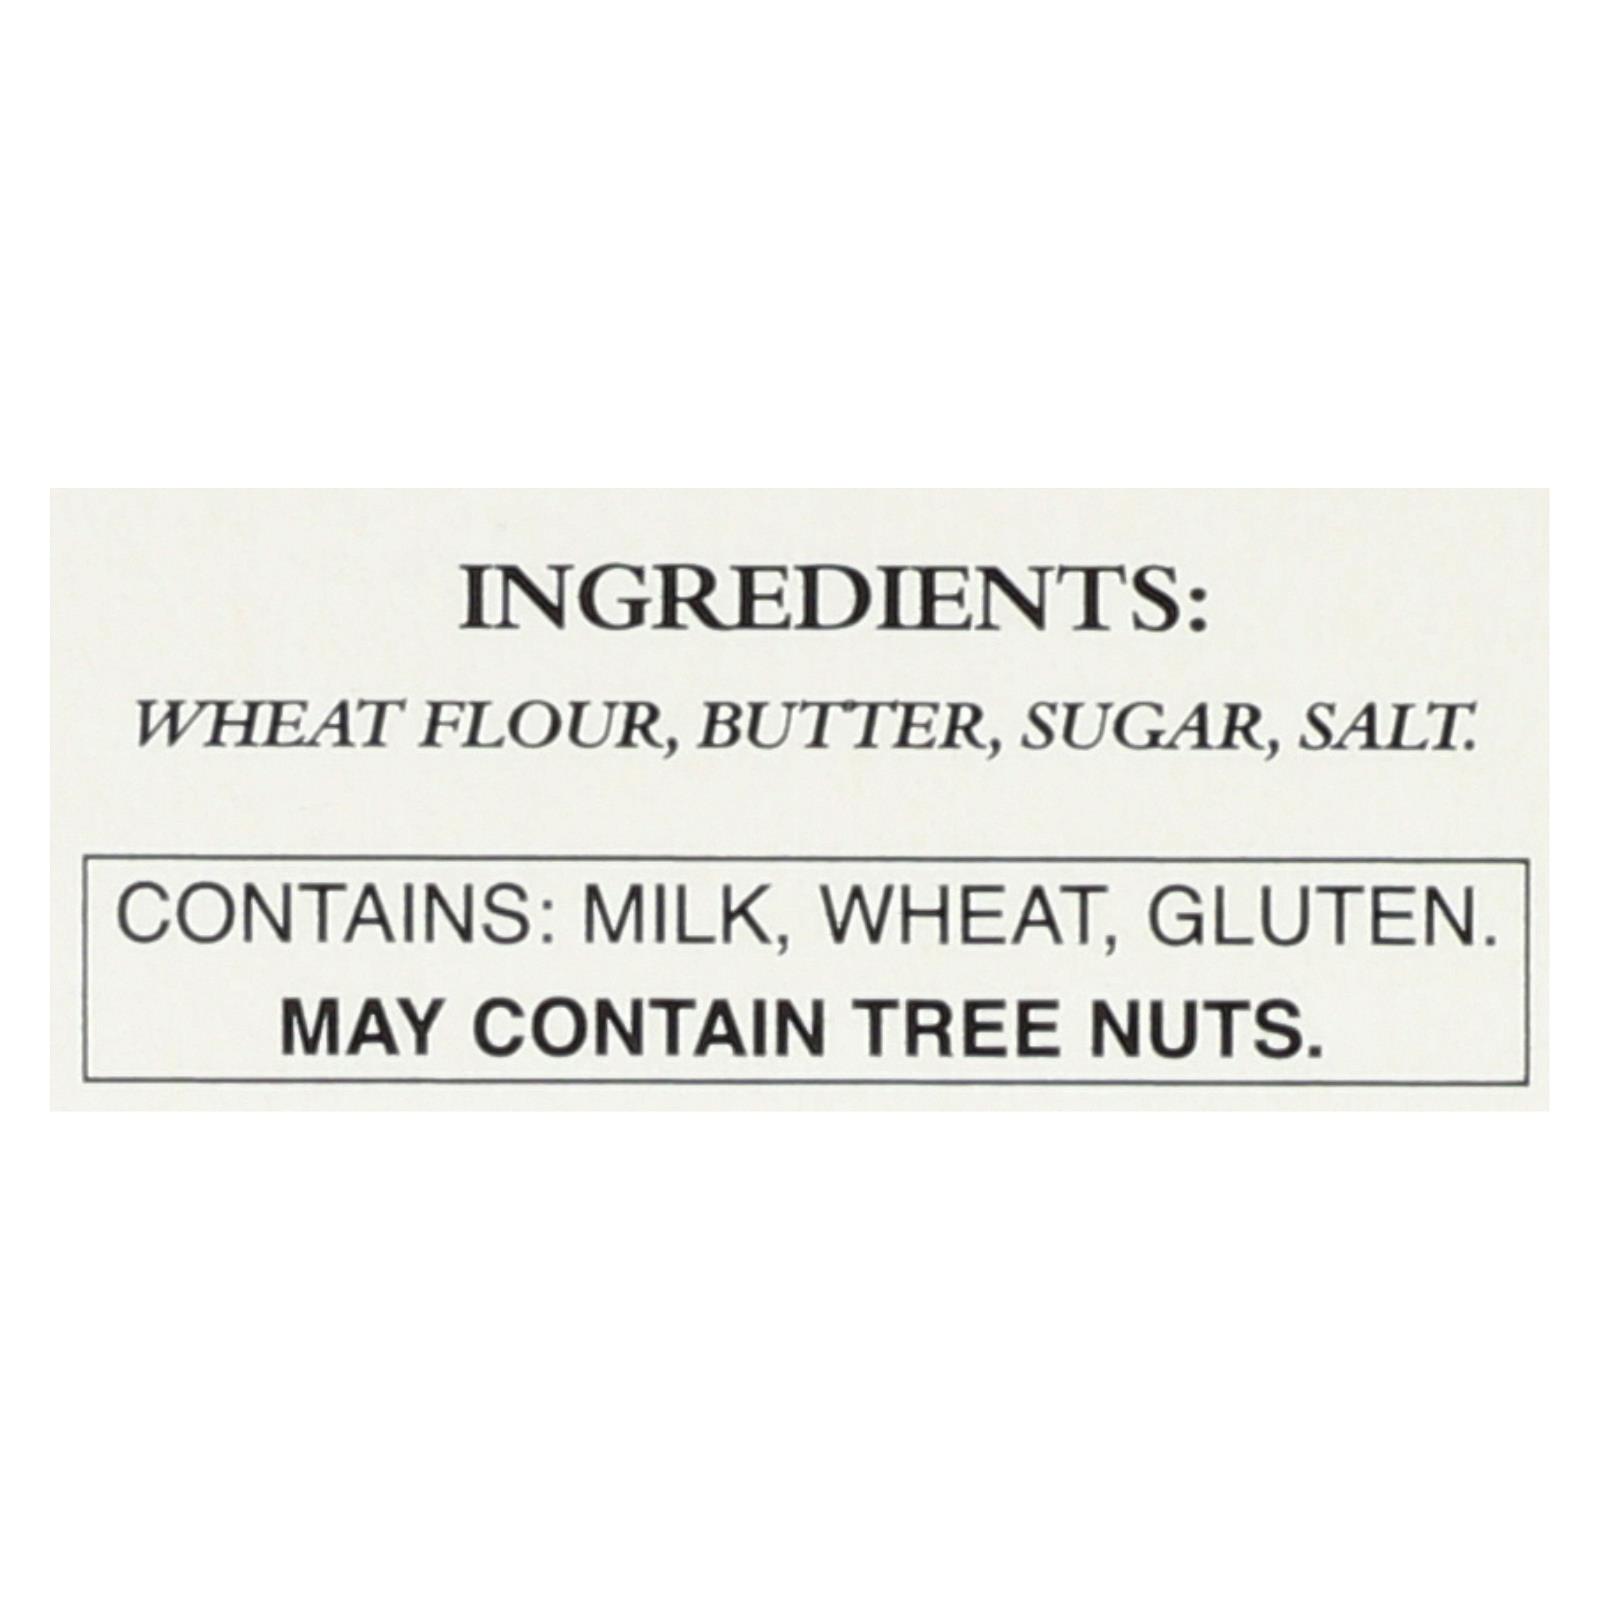 INGREDIENTS:
WHEAT FLOUR, BUTTER, SUGAR, SALT.
CONTAINS: MILK, WHEAT, GLUTEN.
MAY CONTAIN TREE NUTS.